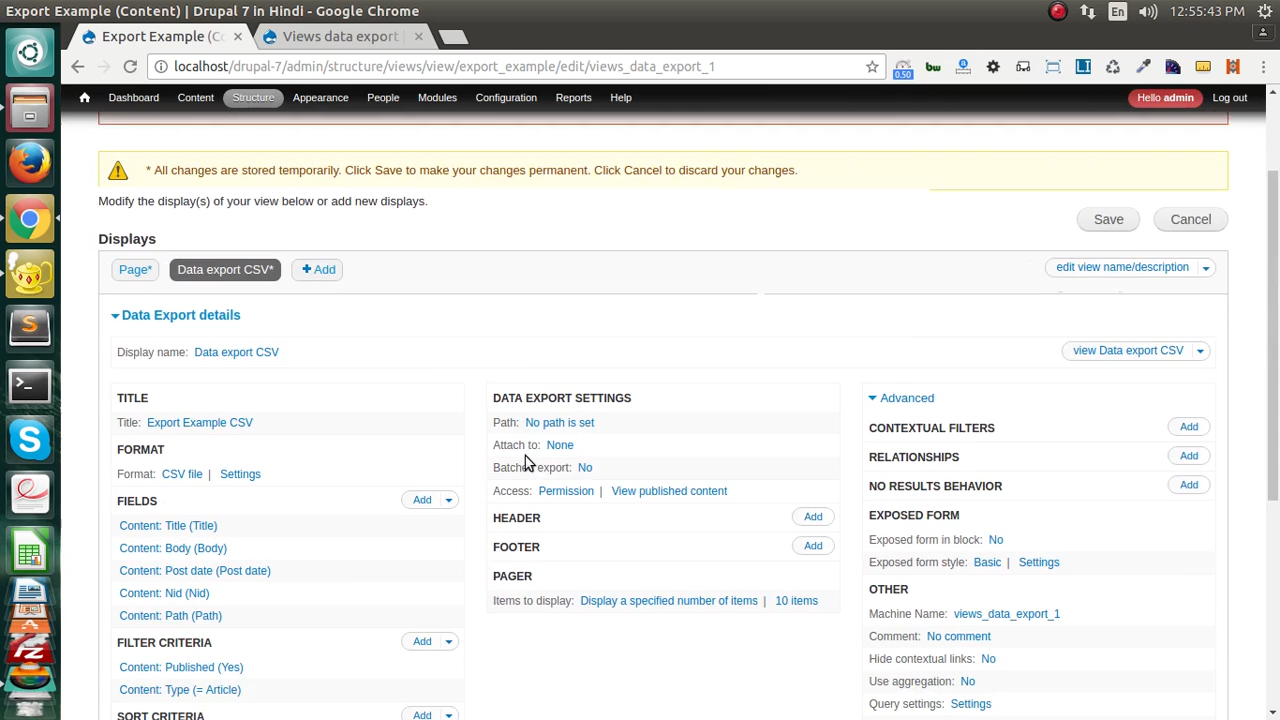 Export Example (Content) | Drupal 7 in Hindi - Google Chrome
En
12:55:43 PM
Export Example (Co
Views data export
localhost/drupal-7/admin/structure/views/view/export_example/edit/views_data_export_1
0.50
bw
LI
Dashboard Content Structure Appearance People Modules Configuration Reports Help
Hello admin Log out
* All changes are stored temporarily. Click Save to make your changes permanent. Click Cancel to discard your changes.
Modify the display(s) of your view below or add new displays.
Save Cancel
Displays
Page* Data export CSV* + Add
edit view name/description
Data Export details
Display name: Data export CSV
view Data export CSV
TITLE
Title: Export Example CSV
FORMAT
Format: CSV file | Settings
FIELDS Add
Content: Title (Title)
Content: Body (Body)
Content: Post date (Post date)
Content: Nid (Nid)
Content: Path (Path)
FILTER CRITERIA Add
Content: Published (Yes)
Content: Type (= Article)
SORT CRITERIA Add
DATA EXPORT SETTINGS
Path: No path is set
Attach to: None
Batched export: No
Access: Permission | View published content
HEADER Add
FOOTER Add
PAGER
Items to display: Display a specified number of items | 10 items
Advanced
CONTEXTUAL FILTERS Add
RELATIONSHIPS Add
NO RESULTS BEHAVIOR Add
EXPOSED FORM
Exposed form in block: No
Exposed form style: Basic | Settings
OTHER
Machine Name: views_data_export_1
Comment: No comment
Hide contextual links: No
Use aggregation: No
Query settings: Settings